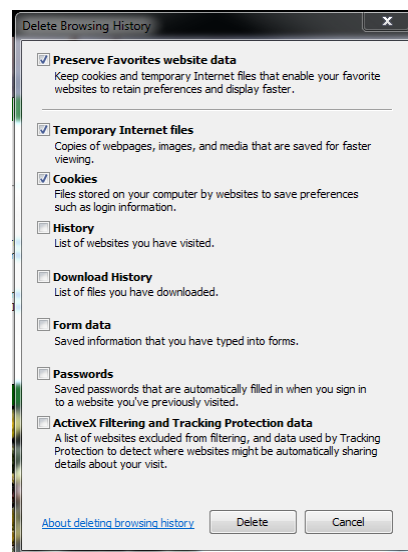 Delete Browsing History
X
Preserve Favorites website data
Keep cookies and temporary Internet files that enable your favorite
websites to retain preferences and display faster.
Temporary Internet files
Copies of webpages, images, and media that are saved for faster
viewing.
Cookies
Files stored on your computer by websites to save preferences
such as login information.
History
List of websites you have visited.
Download History
List of files you have downloaded.
Form data
Saved information that you have typed into forms.
Passwords
Saved passwords that are automatically filled in when you sign in
to a website you've previously visited.
ActiveX Filtering and Tracking Protection data
A list of websites excluded from filtering, and data used by Tracking
Protection to detect where websites might be automatically sharing
details about your visit.
About deleting browsing history Delete Cancel